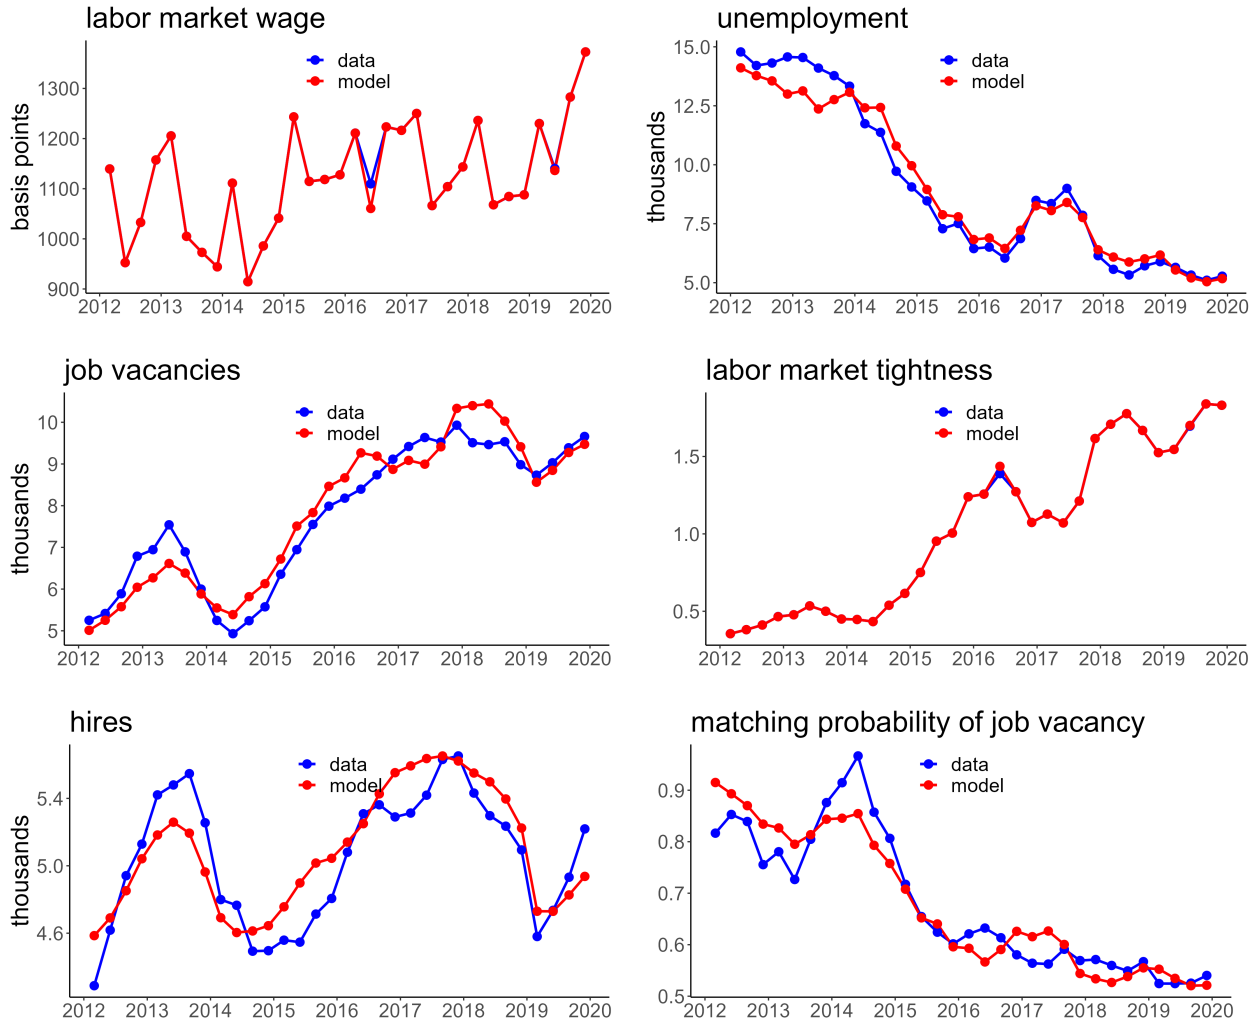 labor market wage
data
model
basis points
1300
1200
1100
1000
900
2012 2013 2014 2015 2016 2017 2018 2019 2020
unemployment
data
model
thousands
15.0
12.5
10.0
7.5
5.0
2012 2013 2014 2015 2016 2017 2018 2019 2020
job vacancies
data
model
thousands
10
9
8
7
6
5
2012 2013 2014 2015 2016 2017 2018 2019 2020
labor market tightness
data
model
1.5
1.0
0.5
2012 2013 2014 2015 2016 2017 2018 2019 2020
hires
data
model
thousands
5.4
5.0
4.6
2012 2013 2014 2015 2016 2017 2018 2019 2020
matching probability of job vacancy
data
model
0.9
0.8
0.7
0.6
0.5
2012 2013 2014 2015 2016 2017 2018 2019 2020